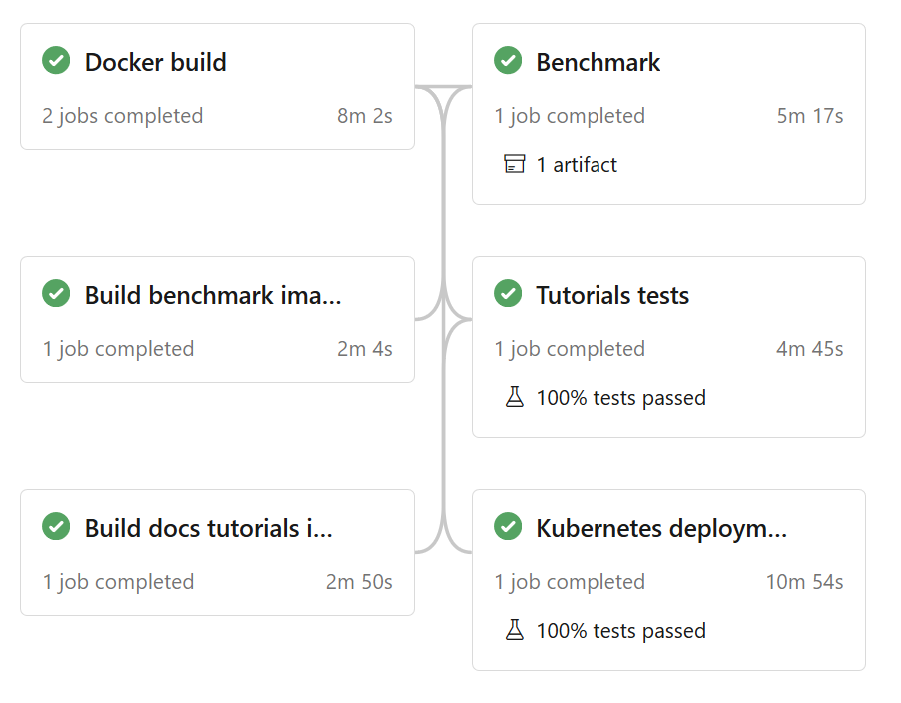 Docker build
2 jobs completed 8m 2s
Benchmark
1 job completed 5m 17s
1 artifact
Build benchmark ima...
1 job completed 2m 4s
Tutorials tests
1 job completed 4m 45s
100% tests passed
Build docs tutorials i...
1 job completed 2m 50s
Kubernetes deploym...
1 job completed 10m 54s
100% tests passed